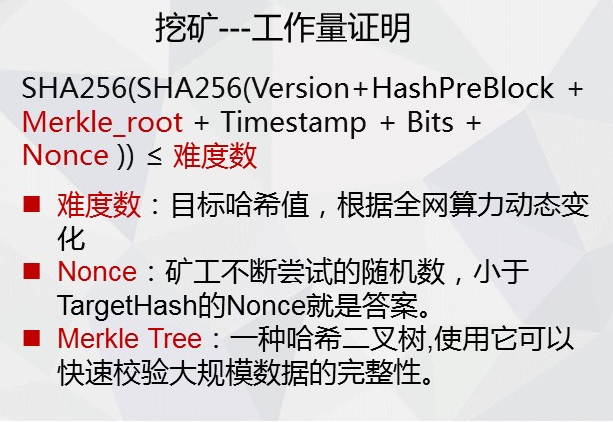 挖矿---工作量证明
SHA256(SHA256(Version+HashPreBlock +
Merkle_root + Timestamp + Bits +
Nonce )) ≤ 难度数
■ 难度数：目标哈希值，根据全网算力动态变
化
■ Nonce：矿工不断尝试的随机数，小于
TargetHash的Nonce就是答案。
■ Merkle Tree：一种哈希二叉树,使用它可以
快速校验大规模数据的完整性。